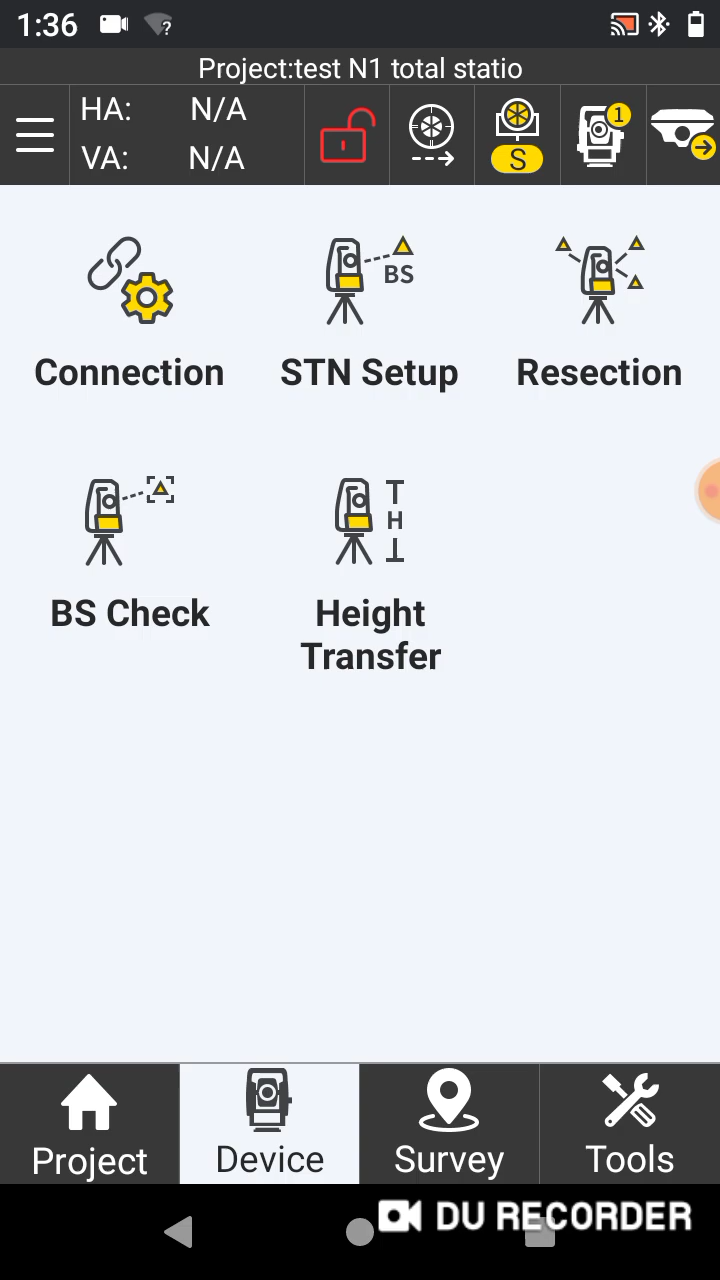 1:36
?
Project:test N1 total statio
HA: N/A
VA: N/A
S
1
BS
Connection
STN Setup
Resection
H
BS Check
Height
Transfer
Project
Device
Survey
Tools
DU RECORDER